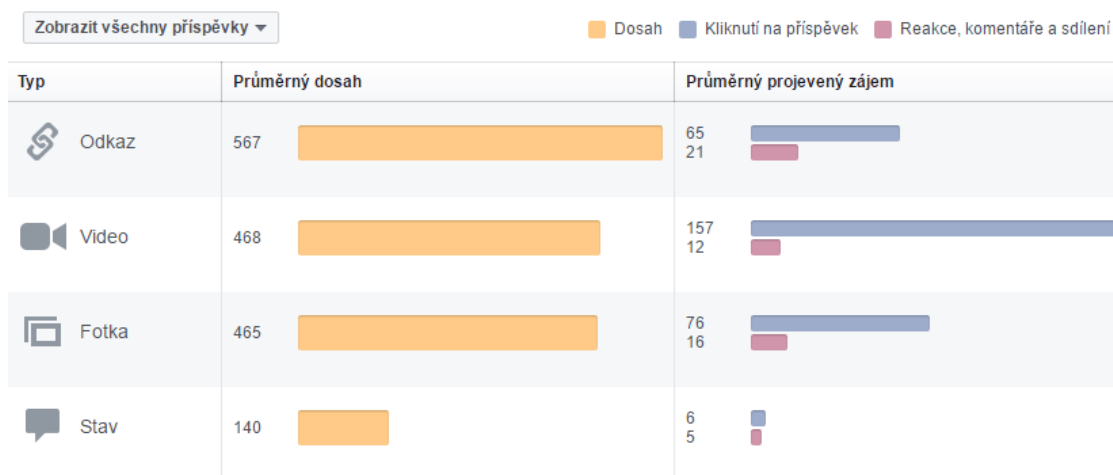 Zobrazit všechny příspěvky
Dosah Kliknutí na příspěvek Reakce, komentáře a sdílení
Typ Průměrný dosah Průměrný projevený zájem
Odkaz 567 65
21
Video 468 157
12
Fotka 465 76
16
Stav 140 6
5